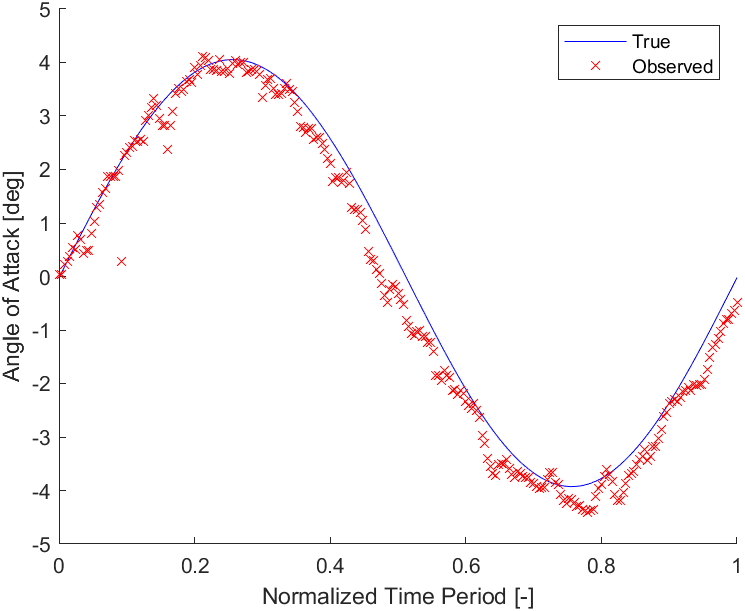 5
4
3
2
1
0
-1
-2
-3
-4
-5
Angle of Attack [deg]
True
Observed
0 0.2 0.4 0.6 0.8 1
Normalized Time Period [-]